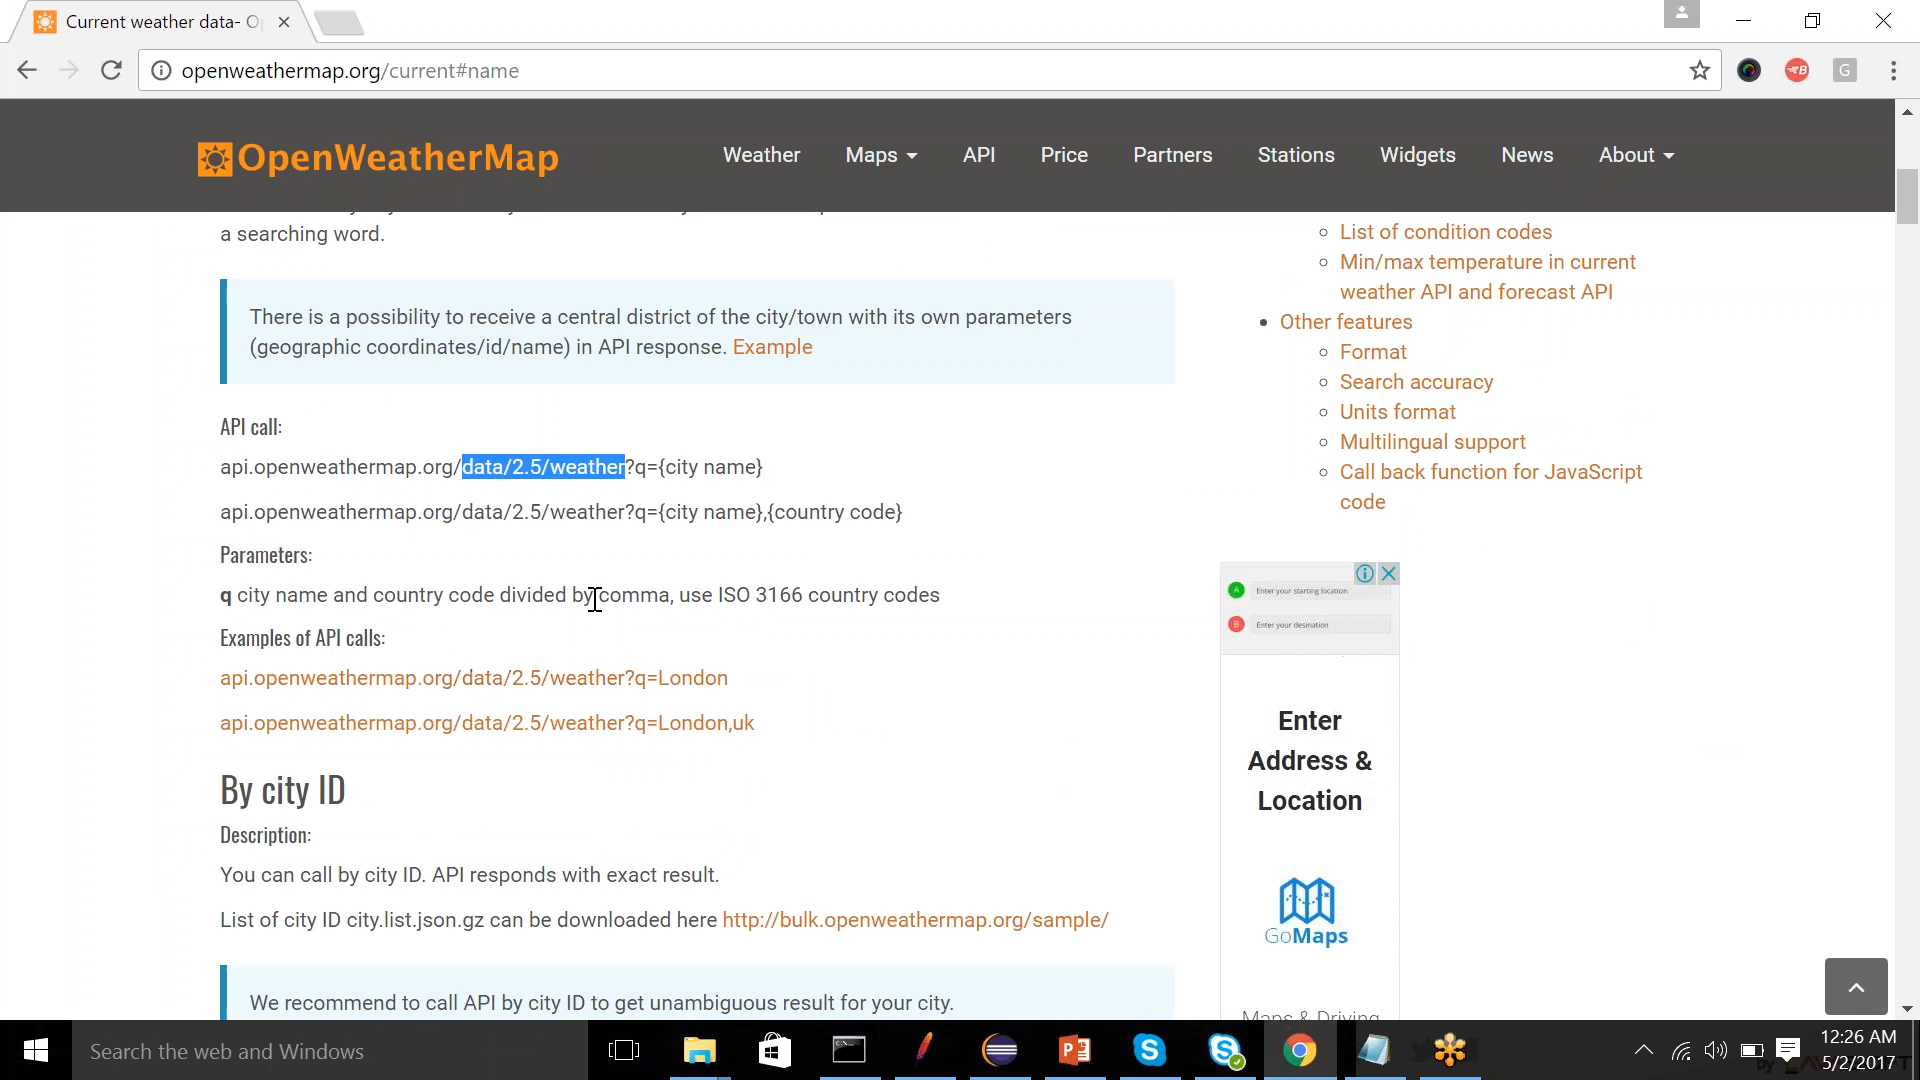 Current weather data- O
openweathermap.org/current#name
G
OpenWeatherMap
Weather
Maps
API
Price
Partners
Stations
Widgets
News
About
a searching word.
There is a possibility to receive a central district of the city/town with its own parameters
(geographic coordinates/id/name) in API response. Example
API call:
api.openweathermap.org/data/2.5/weather?q={city name}
api.openweathermap.org/data/2.5/weather?q={city name},{country code}
Parameters:
q city name and country code divided by comma, use ISO 3166 country codes
Examples of API calls:
api.openweathermap.org/data/2.5/weather?q=London
api.openweathermap.org/data/2.5/weather?q=London,uk
By city ID
Description:
You can call by city ID. API responds with exact result.
List of city ID city.list.json.gz can be downloaded here http://bulk.openweathermap.org/sample/
We recommend to call API by city ID to get unambiguous result for your city.
List of condition codes
Min/max temperature in current
weather API and forecast API
Other features
Format
Search accuracy
Units format
Multilingual support
Call back function for JavaScript
code
A
Enter your starting location
B
Enter your desination
Enter
Address &
Location
GoMaps
Maps & Driving
Search the web and Windows
12:26 AM
5/2/2017